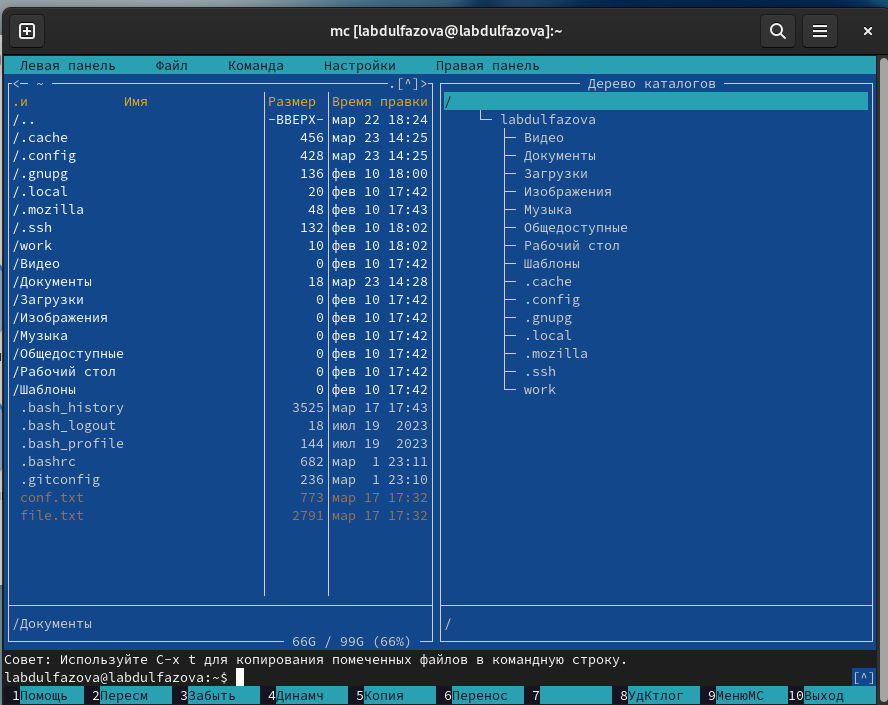 mc [labdulfazova@labdulfazova]:~
Левая панель Файл Команда Настройки Правая панель
<─ ~ .[^]>
.и Имя Размер Время правки
/.. -ВВЕРХ- мар 22 18:24
/.cache 456 мар 23 14:25
/.config 428 мар 23 14:25
/.gnupg 136 фев 10 18:00
/.local 20 фев 10 17:42
/.mozilla 48 фев 10 17:43
/.ssh 132 фев 10 18:02
/work 10 фев 10 18:02
/Видео 0 фев 10 17:42
/Документы 18 мар 23 14:28
/Загрузки 0 фев 10 17:42
/Изображения 0 фев 10 17:42
/Музыка 0 фев 10 17:42
/Общедоступные 0 фев 10 17:42
/Рабочий стол 0 фев 10 17:42
/Шаблоны 0 фев 10 17:42
.bash_history 3525 мар 17 17:43
.bash_logout 18 июл 19 2023
.bash_profile 144 июл 19 2023
.bashrc 682 мар 1 23:11
.gitconfig 236 мар 1 23:10
conf.txt 773 мар 17 17:32
file.txt 2791 мар 17 17:32
/Документы
66G / 99G (66%)
Дерево каталогов
/
labdulfazova
Видео
Документы
Загрузки
Изображения
Музыка
Общедоступные
Рабочий стол
Шаблоны
.cache
.config
.gnupg
.local
.mozilla
.ssh
work
/
Совет: Используйте C-x t для копирования помеченных файлов в командную строку.
labdulfazova@labdulfazova:~$ [^]
1Помощь 2Пересм 3Забыть 4Динамч 5Копия 6Перенос 7 8УдКтлог 9МенюMC 10Выход